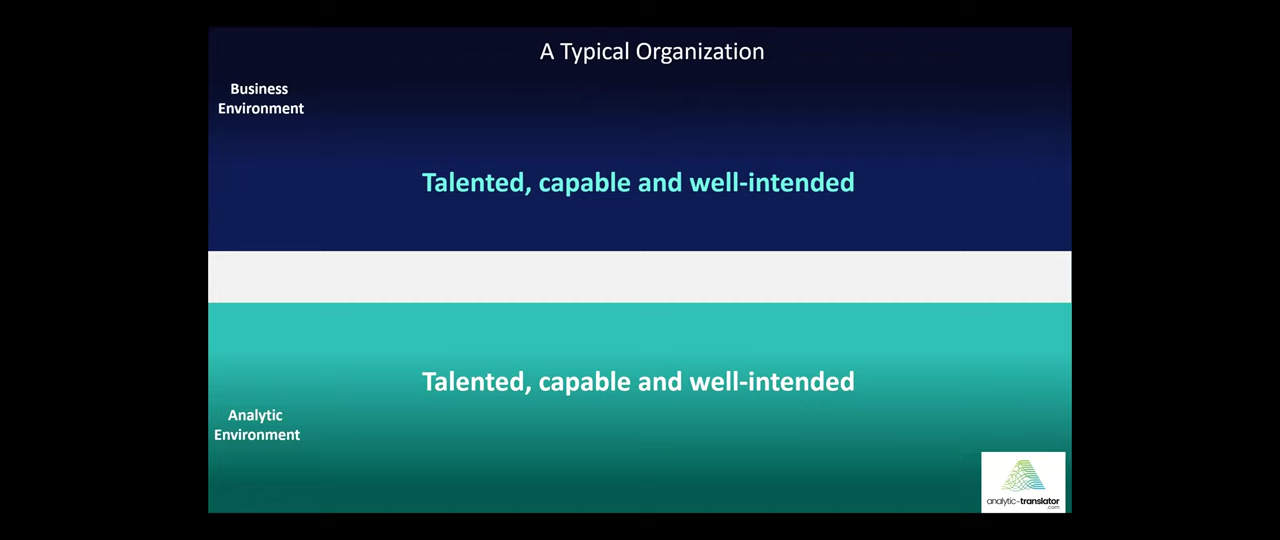 A Typical Organization
Business
Environment
Talented, capable and well-intended
Talented, capable and well-intended
Analytic
Environment
analytic-translator
.com